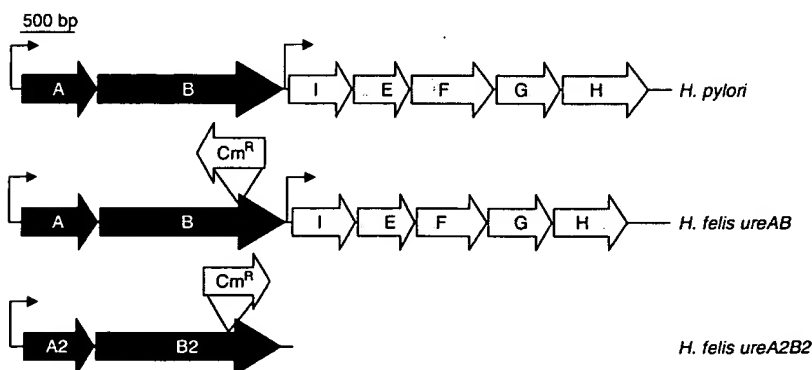 500 bp
A B I E F G H H. pylori
Cm^R
A B I E F G H H. felis ureAB
Cm^R
A2 B2 H. felis ureA2B2